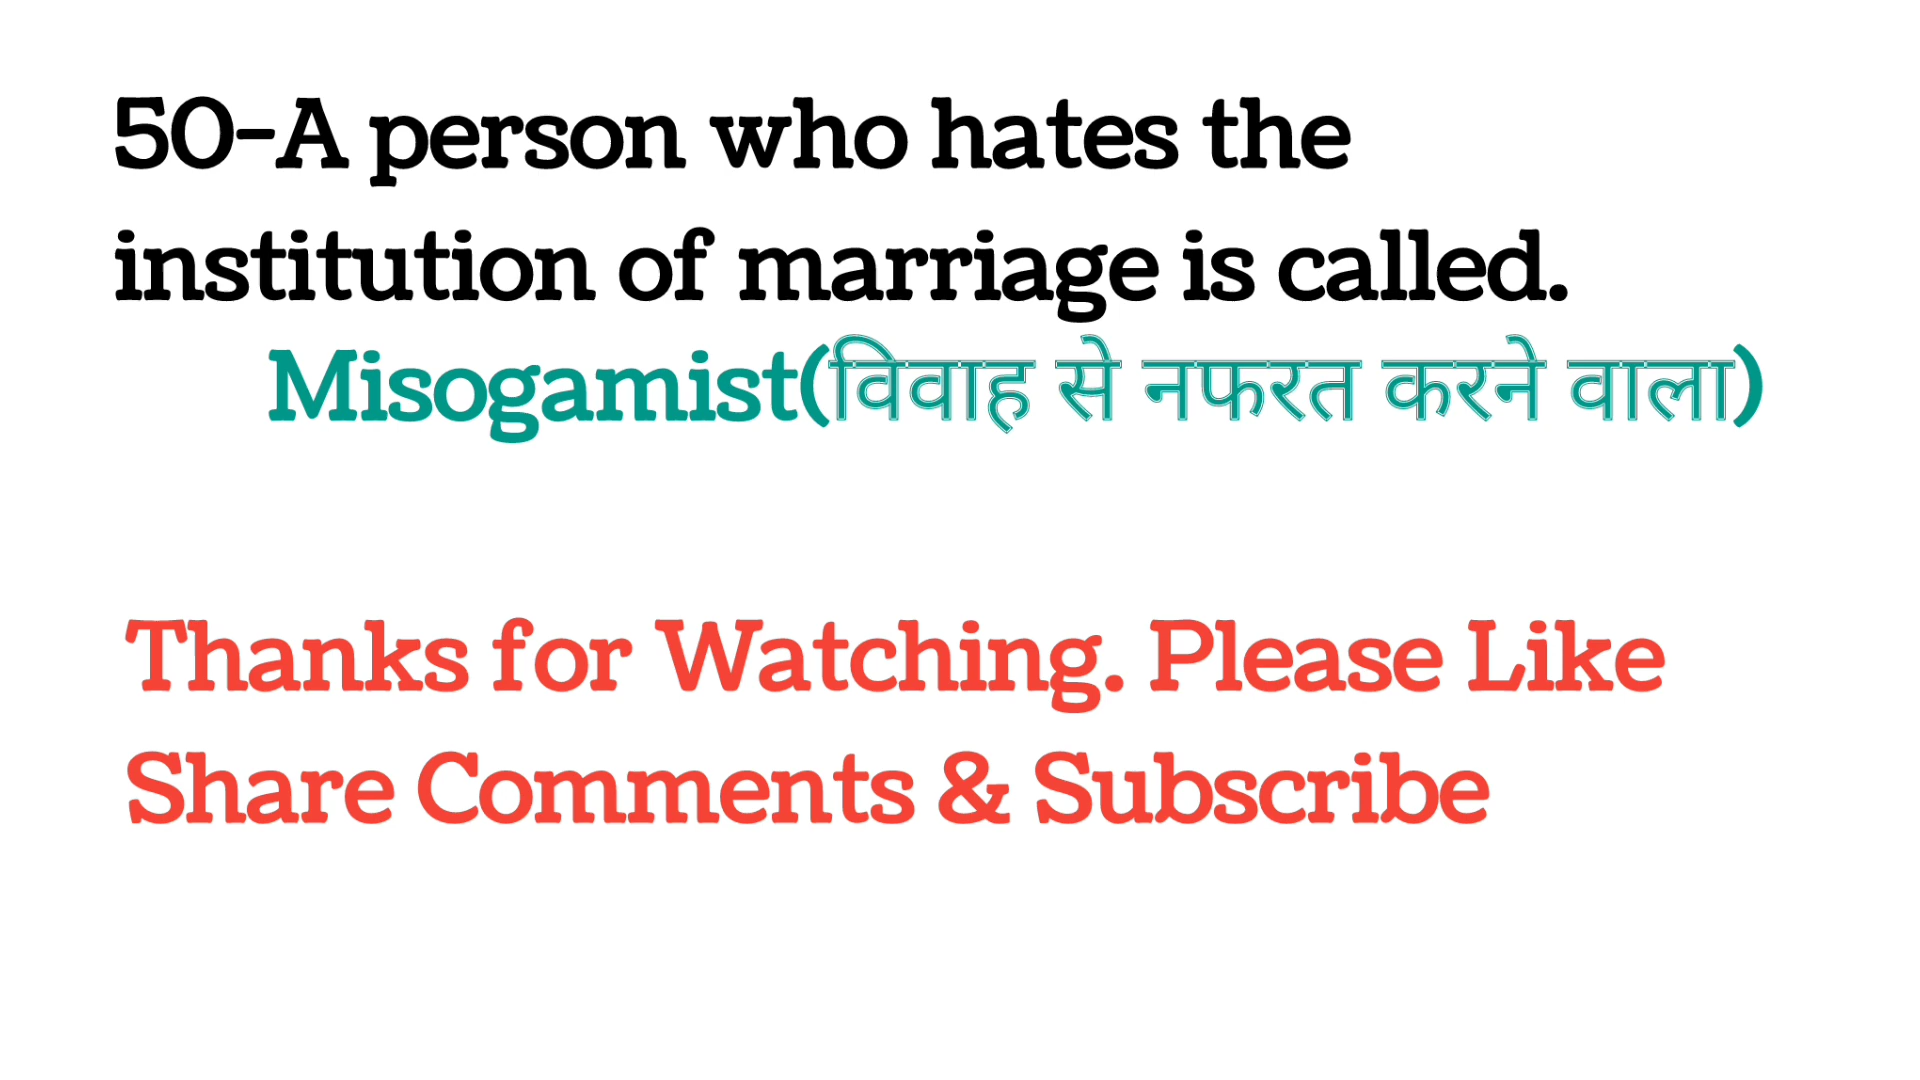 50-A person who hates the
institution of marriage is called.
Misogamist(विवाह से नफरत करने वाला)
Thanks for Watching. Please Like
Share Comments & Subscribe